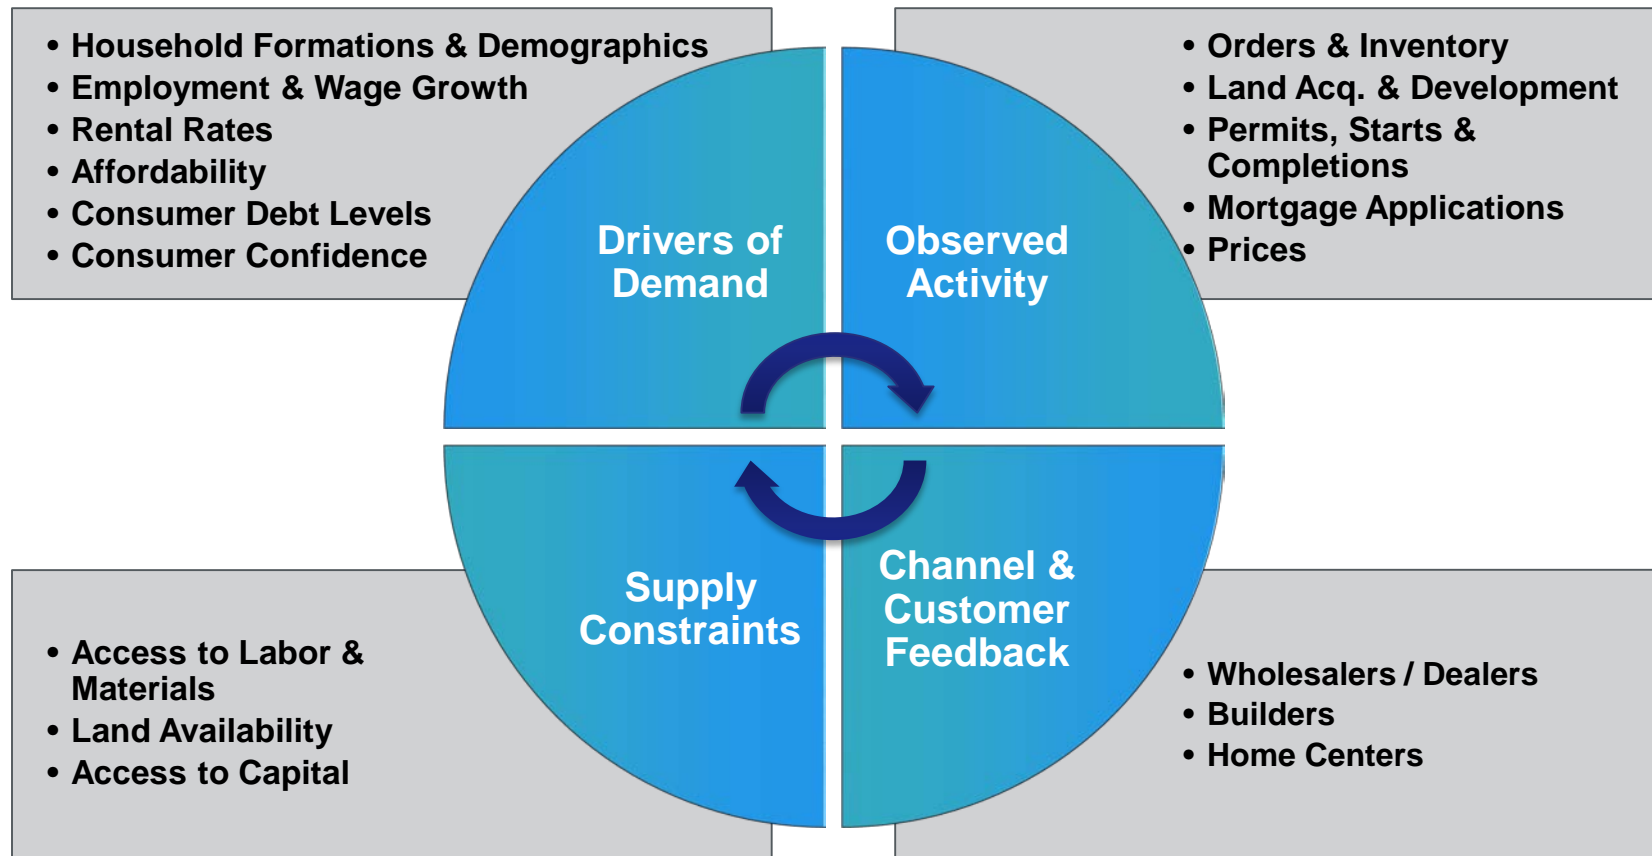 • Household Formations & Demographics
• Employment & Wage Growth
• Rental Rates
• Affordability
• Consumer Debt Levels
• Consumer Confidence
Drivers of
Demand
• Orders & Inventory
• Land Acq. & Development
• Permits, Starts &
Completions
• Mortgage Applications
• Prices
Observed
Activity
Supply
Constraints
• Access to Labor &
Materials
• Land Availability
• Access to Capital
Channel &
Customer
Feedback
• Wholesalers / Dealers
• Builders
• Home Centers